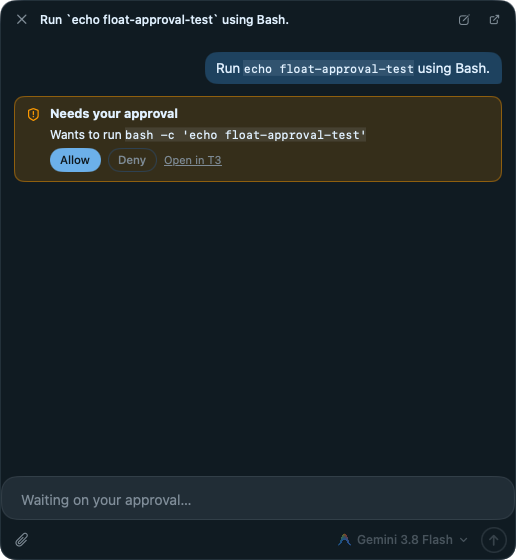 Run `echo float-approval-test` using Bash.
Run echo float-approval-test using Bash.
Needs your approval
Wants to run bash -c 'echo float-approval-test'
Allow Deny Open in T3
Waiting on your approval...
Gemini 3.8 Flash